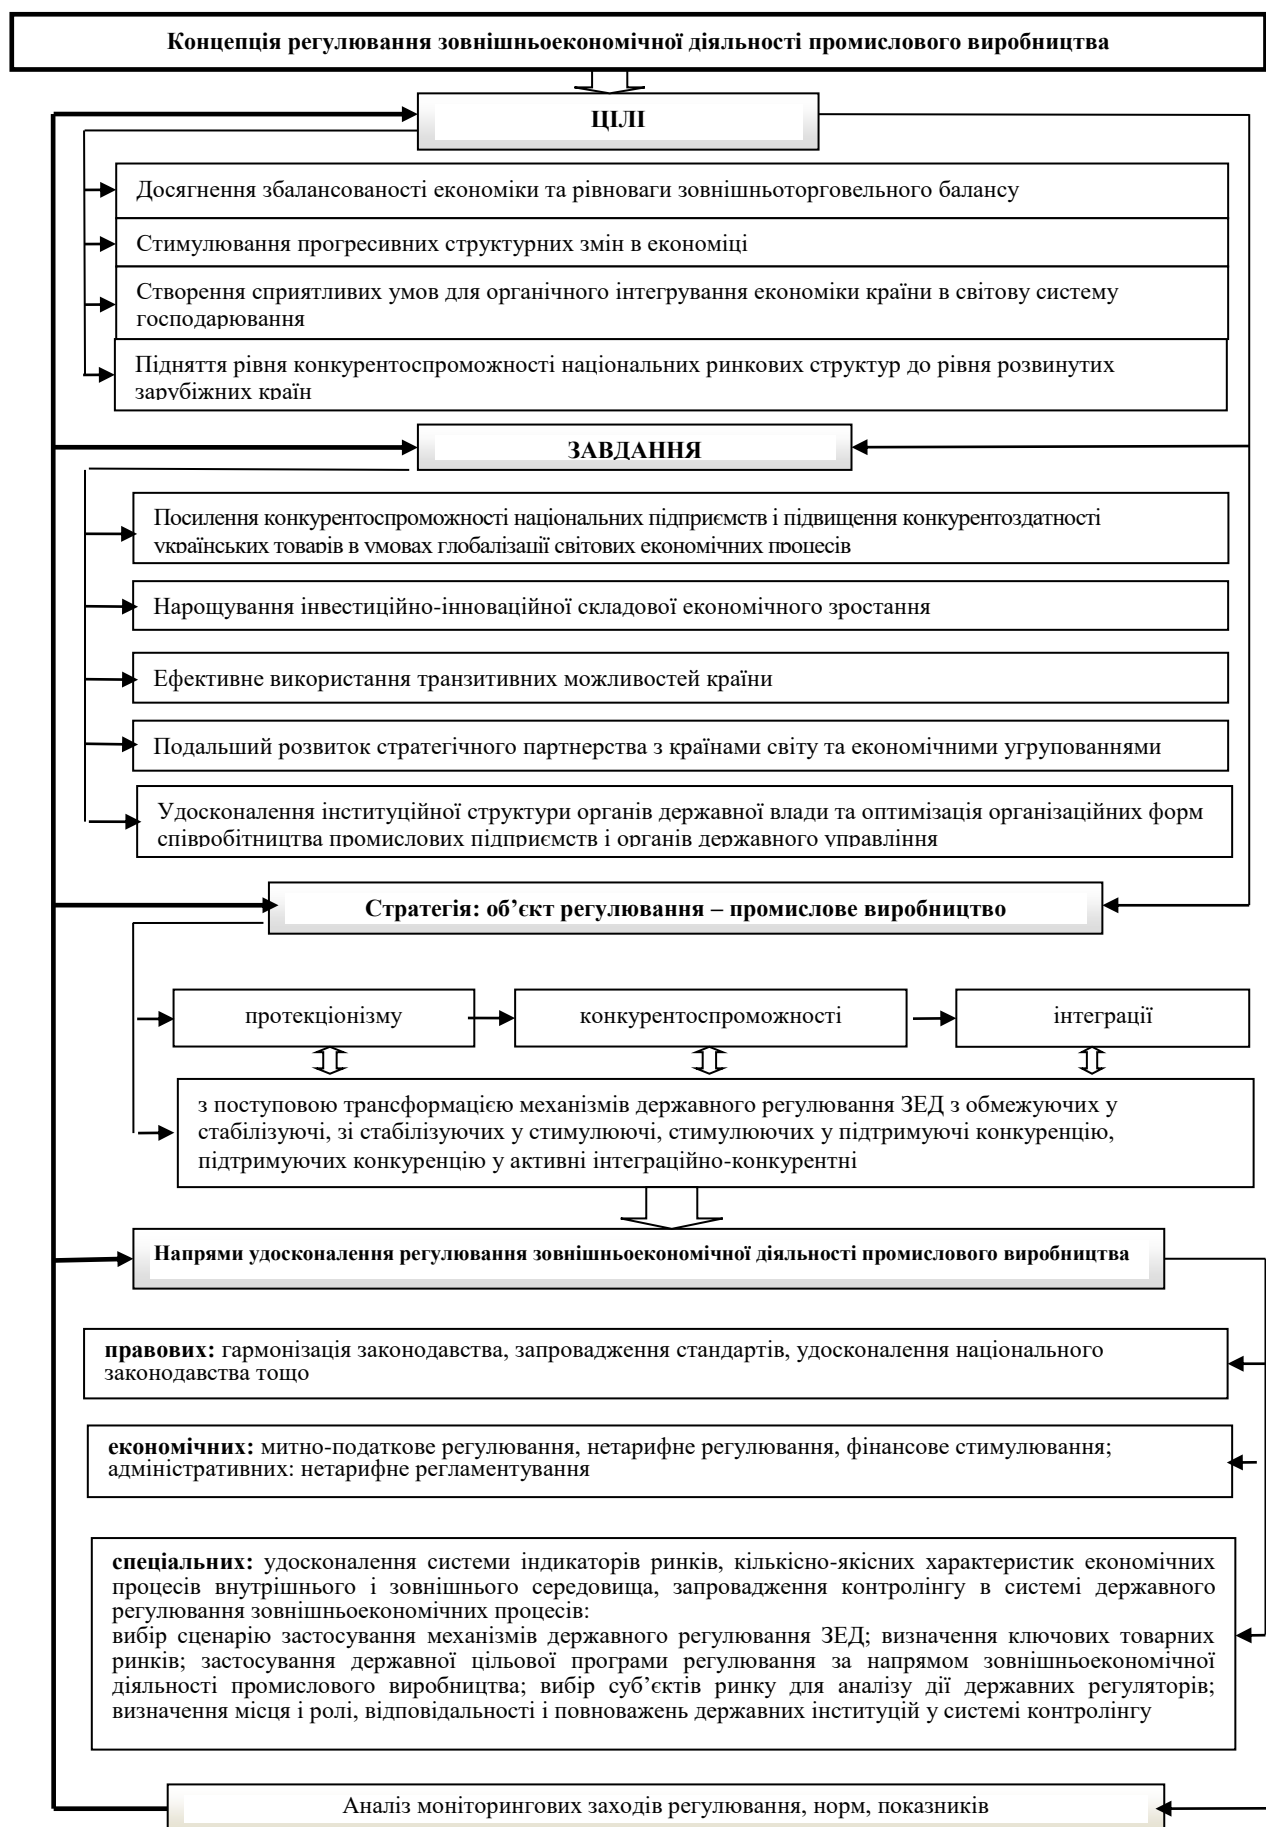 Концепція регулювання зовнішньоекономічної діяльності промислового виробництва
ЦІЛІ
Досягнення збалансованості економіки та рівноваги зовнішньоторговельного балансу
Стимулювання прогресивних структурних змін в економіці
Створення сприятливих умов для органічного інтегрування економіки країни в світову систему
господарювання
Підняття рівня конкурентоспроможності національних ринкових структур до рівня розвинутих
зарубіжних країн
ЗАВДАННЯ
Посилення конкурентоспроможності національних підприємств і підвищення конкурентоздатності
українських товарів в умовах глобалізації світових економічних процесів
Нарощування інвестиційно-інноваційної складової економічного зростання
Ефективне використання транзитивних можливостей країни
Подальший розвиток стратегічного партнерства з країнами світу та економічними угрупованнями
Удосконалення інституційної структури органів державної влади та оптимізація організаційних форм
співробітництва промислових підприємств і органів державного управління
Стратегія: об’єкт регулювання – промислове виробництво
протекціонізму
конкурентоспроможності
інтеграції
з поступовою трансформацією механізмів державного регулювання ЗЕД з обмежуючих у
стабілізуючі, зі стабілізуючих у стимулюючі, стимулюючих у підтримуючі конкуренцію,
підтримуючих конкуренцію у активні інтеграційно-конкурентні
Напрями удосконалення регулювання зовнішньоекономічної діяльності промислового виробництва
правових: гармонізація законодавства, запровадження стандартів, удосконалення національного
законодавства тощо
економічних: митно-податкове регулювання, нетарифне регулювання, фінансове стимулювання;
адміністративних: нетарифне регламентування
спеціальних: удосконалення системи індикаторів ринків, кількісно-якісних характеристик економічних
процесів внутрішнього і зовнішнього середовища, запровадження контролінгу в системі державного
регулювання зовнішньоекономічних процесів:
вибір сценарію застосування механізмів державного регулювання ЗЕД; визначення ключових товарних
ринків; застосування державної цільової програми регулювання за напрямом зовнішньоекономічної
діяльності промислового виробництва; вибір суб’єктів ринку для аналізу дії державних регуляторів;
визначення місця і ролі, відповідальності і повноважень державних інституцій у системі контролінгу
Аналіз моніторингових заходів регулювання, норм, показників